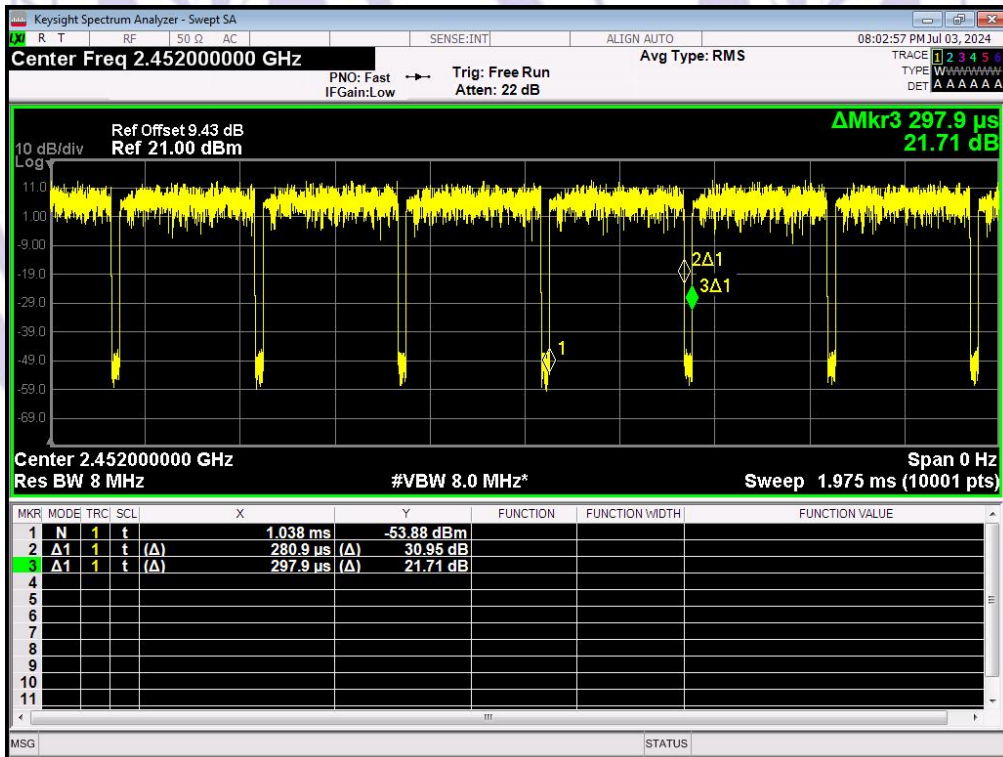 Keysight Spectrum Analyzer - Swept SA
LXI R T RF 50 Ω AC SENSE:INT ALIGN AUTO 08:02:57 PM Jul 03, 2024
Center Freq 2.452000000 GHz Avg Type: RMS TRACE 1 2 3 4 5 6
PNO: Fast Trig: Free Run TYPE W
IFGain:Low Atten: 22 dB DET A A A A A A
Ref Offset 9.43 dB ΔMkr3 297.9 µs
10 dB/div Ref 21.00 dBm 21.71 dB
Log
11.0
1.00
-9.00
2Δ1
-19.0
3Δ1
-29.0
-39.0
1
-49.0
-59.0
-69.0
Center 2.452000000 GHz Span 0 Hz
Res BW 8 MHz #VBW 8.0 MHz* Sweep 1.975 ms (10001 pts)
MKR MODE TRC SCL X Y FUNCTION FUNCTION WIDTH FUNCTION VALUE
1 N 1 t 1.038 ms -53.88 dBm
2 Δ1 1 t (Δ) 280.9 µs (Δ) 30.95 dB
3 Δ1 1 t (Δ) 297.9 µs (Δ) 21.71 dB
4
5
6
7
8
9
10
11
MSG STATUS